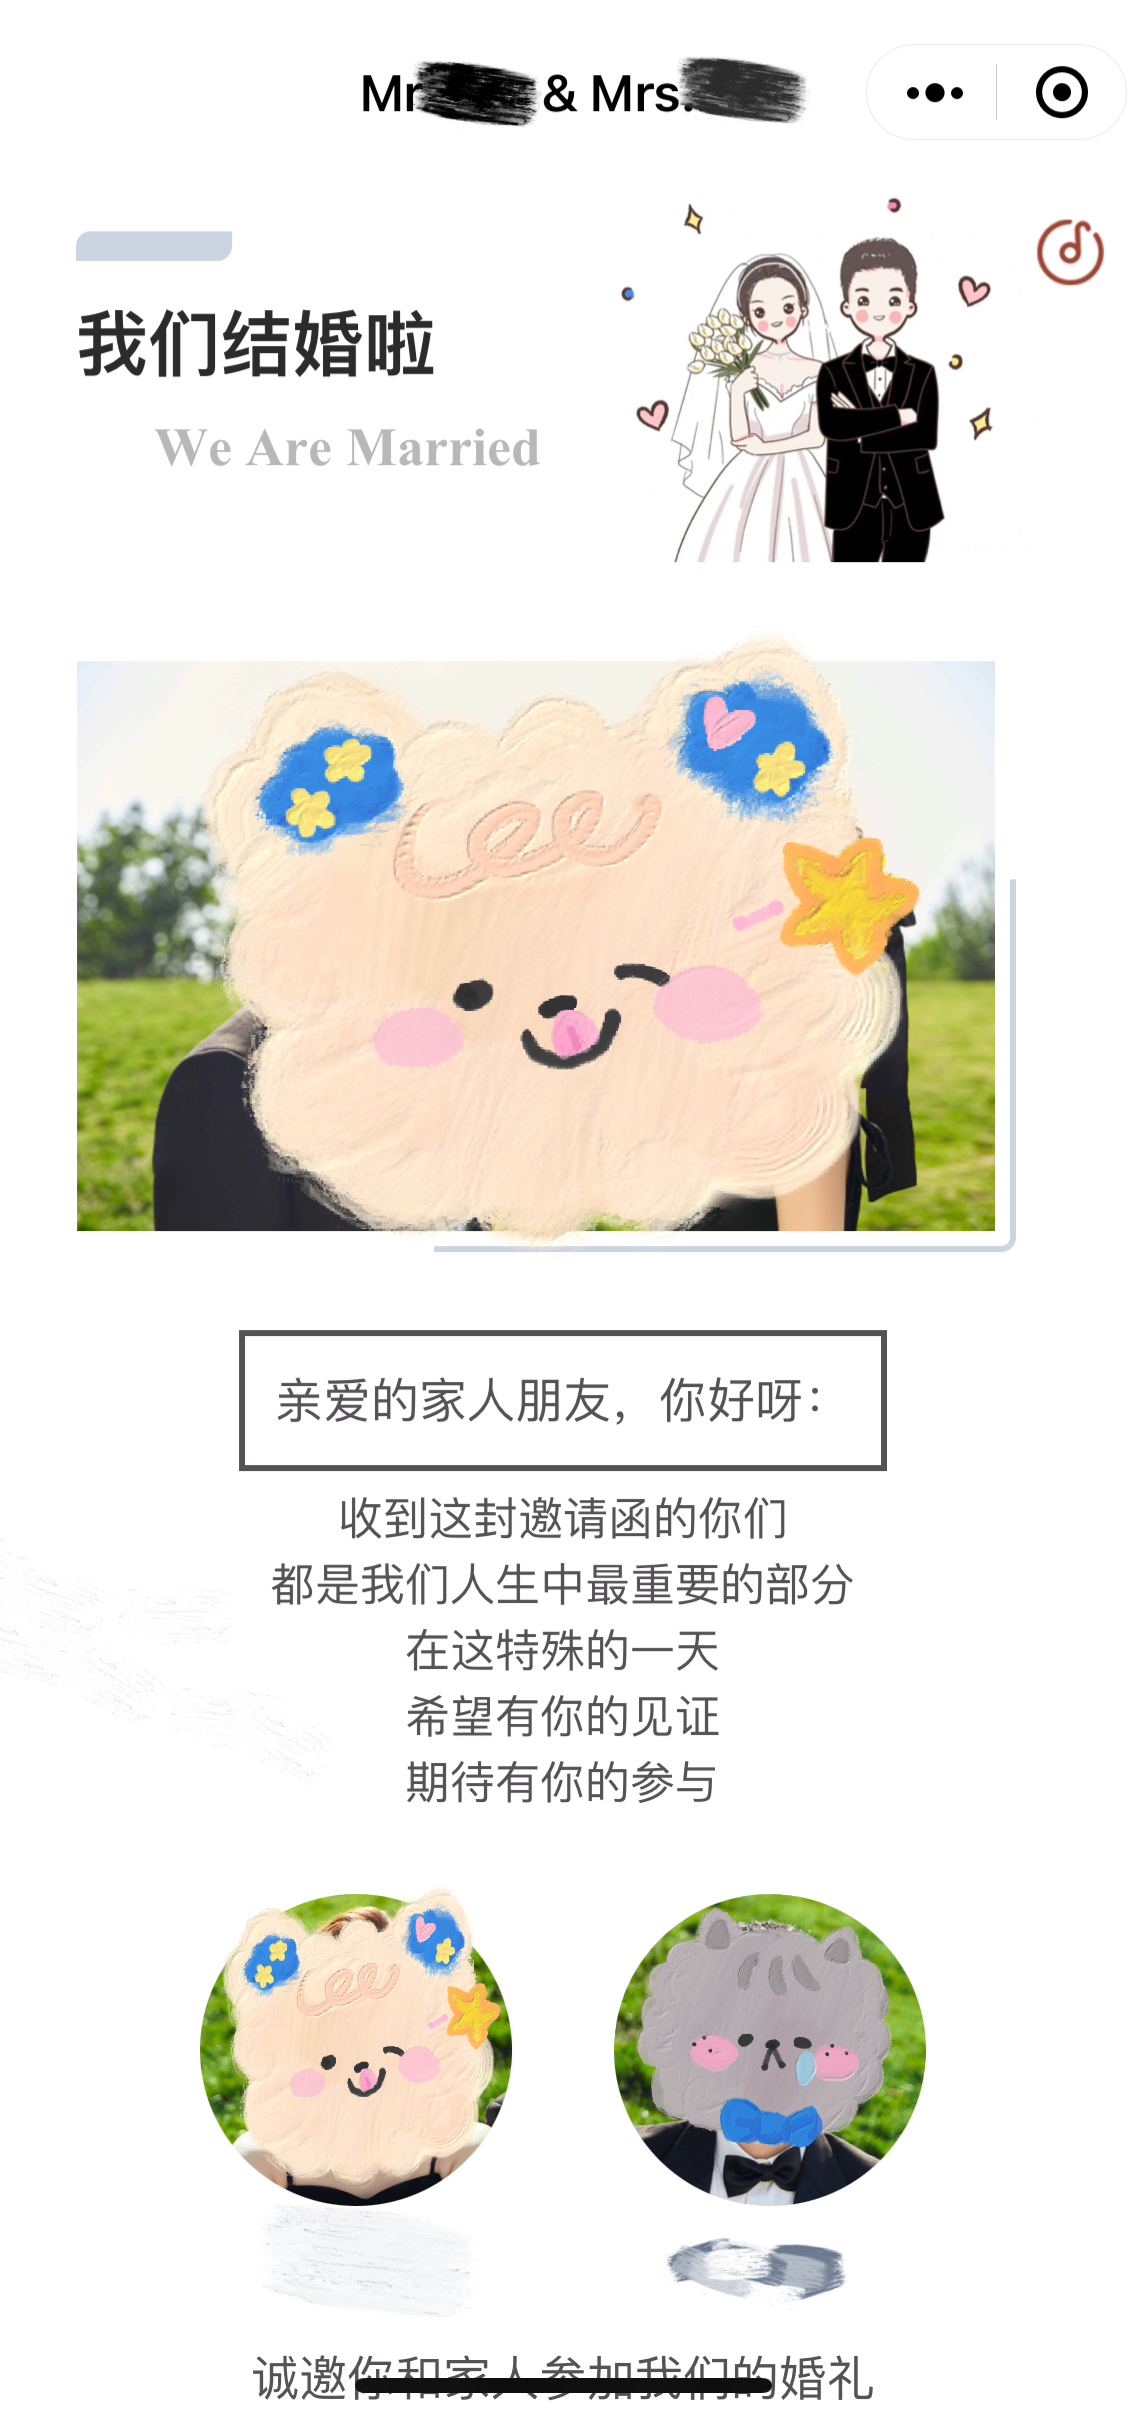 Mr & Mrs.
我们结婚啦
We Are Married
Lee
亲爱的家人朋友，你好呀：
收到这封邀请函的你们
都是我们人生中最重要的部分
在这特殊的一天
希望有你的见证
期待有你的参与
诚邀你和家人参加我们的婚礼